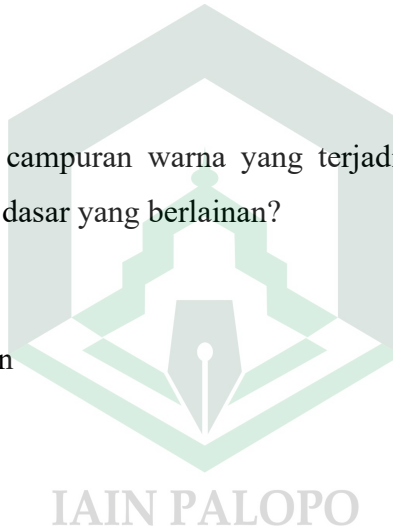 campuran warna yang terjadi
dasar yang berlainan?
n
IAIN PALOPO